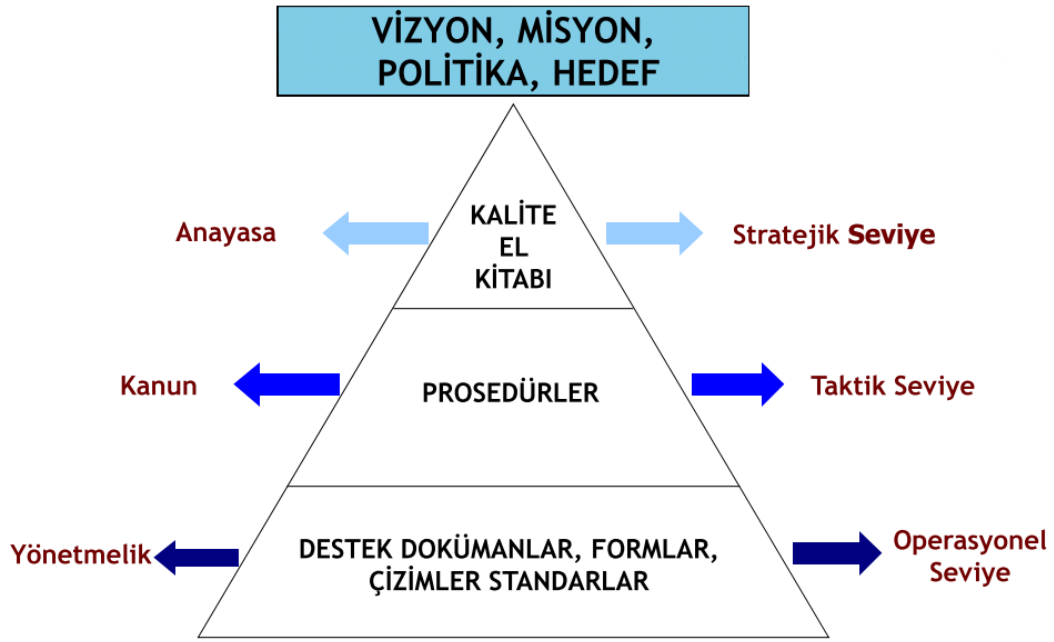 VİZYON, MİSYON,
POLİTİKA, HEDEF
Anayasa
KALİTE
EL
KİTABI
Stratejik Seviye
Kanun
PROSEDÜRLER
Taktik Seviye
Yönetmelik
DESTEK DOKÜMANLAR, FORMLAR,
ÇİZİMLER STANDARLAR
Operasyonel
Seviye